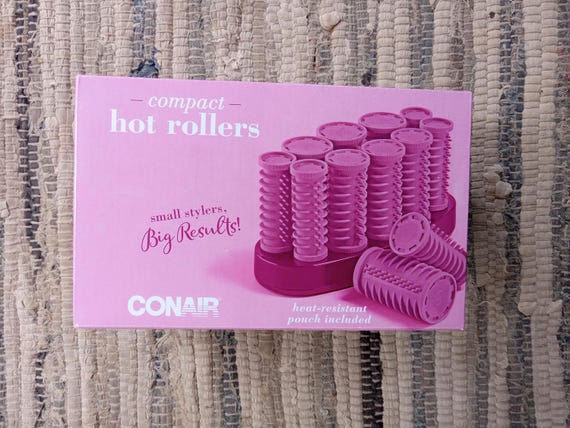 — compact —
hot rollers
small stylers,
Big Results!
CONAIR
heat-resistant
pouch included